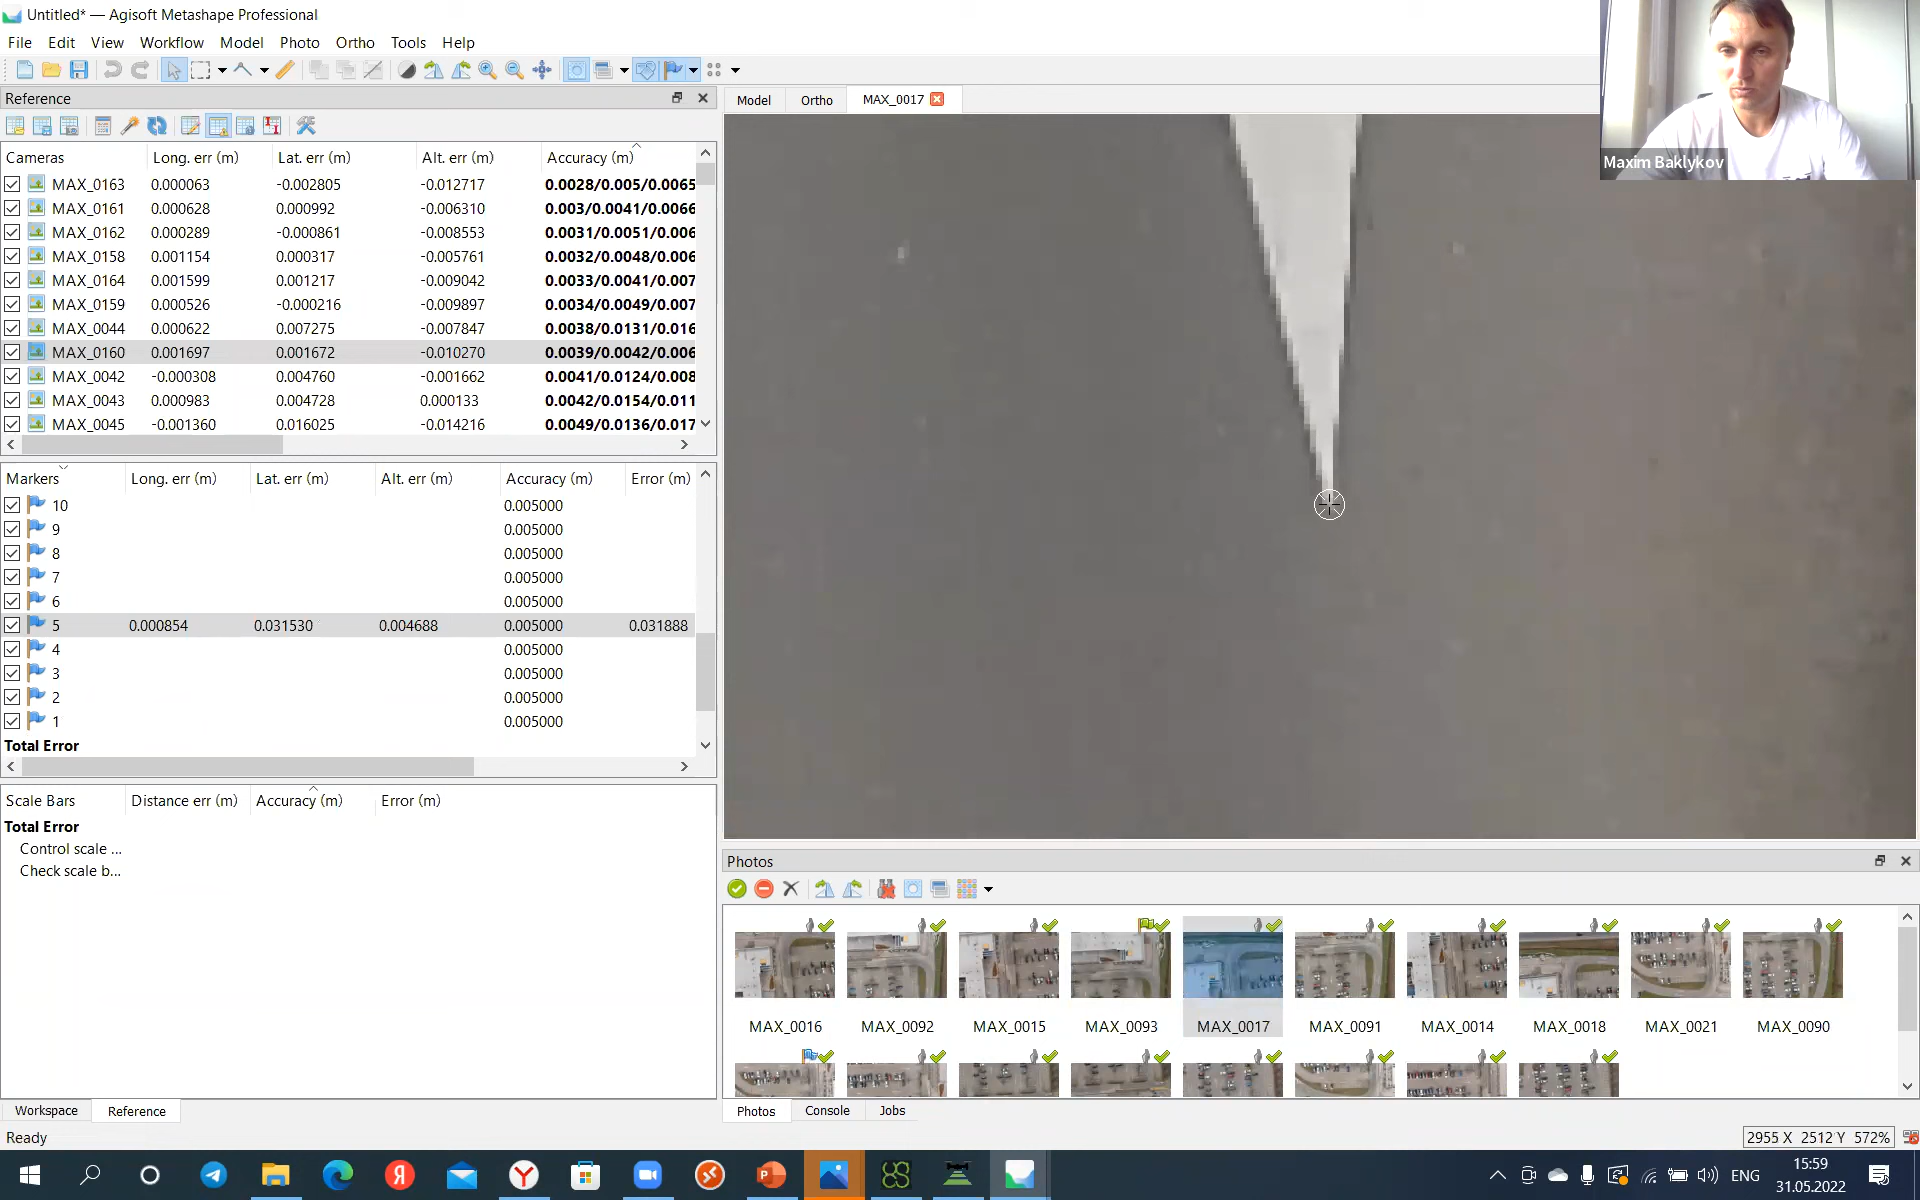 Untitled* — Agisoft Metashape Professional
File Edit View Workflow Model Photo Ortho Tools Help
Reference
Cameras Long. err (m) Lat. err (m) Alt. err (m) Accuracy (m)
MAX_0163 0.000063 -0.002805 -0.012717 0.0028/0.005/0.0065
MAX_0161 0.000628 0.000992 -0.006310 0.003/0.0041/0.0066
MAX_0162 0.000289 -0.000861 -0.008553 0.0031/0.0051/0.006
MAX_0158 0.001154 0.000317 -0.005761 0.0032/0.0048/0.006
MAX_0164 0.001599 0.001217 -0.009042 0.0033/0.0041/0.007
MAX_0159 0.000526 -0.000216 -0.009897 0.0034/0.0049/0.007
MAX_0044 0.000622 0.007275 -0.007847 0.0038/0.0131/0.016
MAX_0160 0.001697 0.001672 -0.010270 0.0039/0.0042/0.006
MAX_0042 -0.000308 0.004760 -0.001662 0.0041/0.0124/0.008
MAX_0043 0.000983 0.004728 0.000133 0.0042/0.0154/0.011
MAX_0045 -0.001360 0.016025 -0.014216 0.0049/0.0136/0.017
Markers Long. err (m) Lat. err (m) Alt. err (m) Accuracy (m) Error (m)
10 0.005000
9 0.005000
8 0.005000
7 0.005000
6 0.005000
5 0.000854 0.031530 0.004688 0.005000 0.031888
4 0.005000
3 0.005000
2 0.005000
1 0.005000
Total Error
Scale Bars Distance err (m) Accuracy (m) Error (m)
Total Error
Control scale ...
Check scale b...
Workspace Reference
Model Ortho MAX_0017
Maxim Baklykov
Photos
MAX_0016 MAX_0092 MAX_0015 MAX_0093 MAX_0017 MAX_0091 MAX_0014 MAX_0018 MAX_0021 MAX_0090
Photos Console Jobs
Ready
2955 X 2512 Y 572%
ENG
15:59
31.05.2022